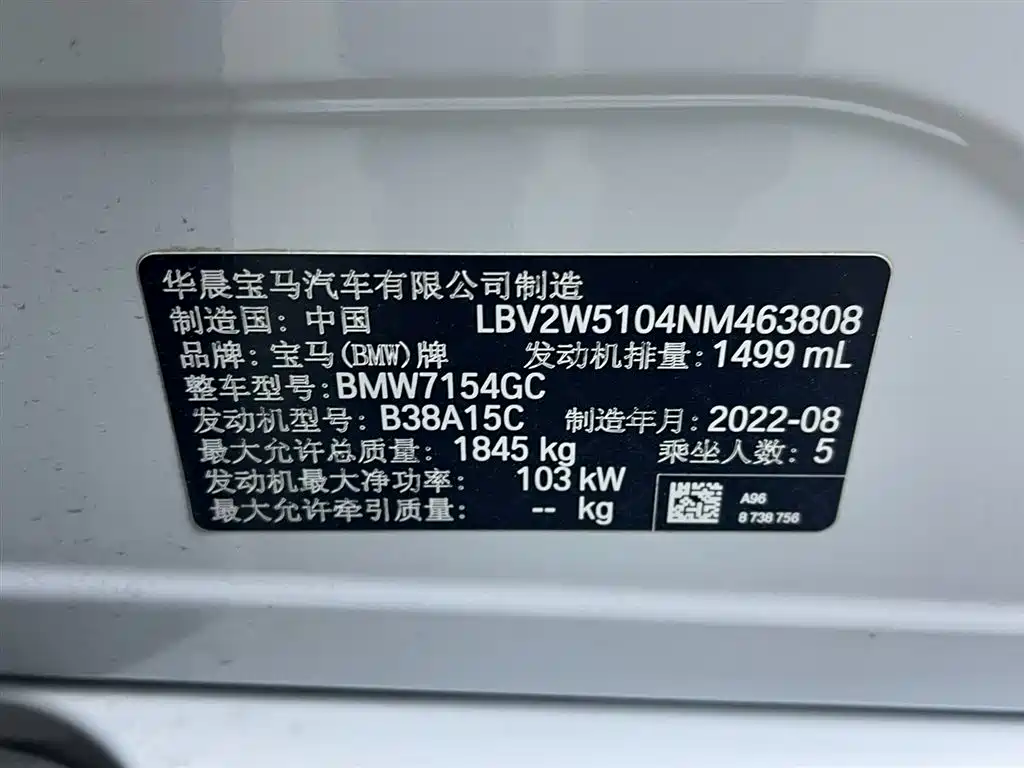 华晨宝马汽车有限公司制造
制造国: 中国 LBV2W5104NM463808
品牌: 宝马(BMW)牌 发动机排量: 1499 mL
整车型号: BMW7154GC
发动机型号: B38A15C 制造年月: 2022-08
最大允许总质量: 1845 kg 乘坐人数: 5
发动机最大净功率: 103 kW
最大允许牵引质量: -- kg
A96
8 738 756